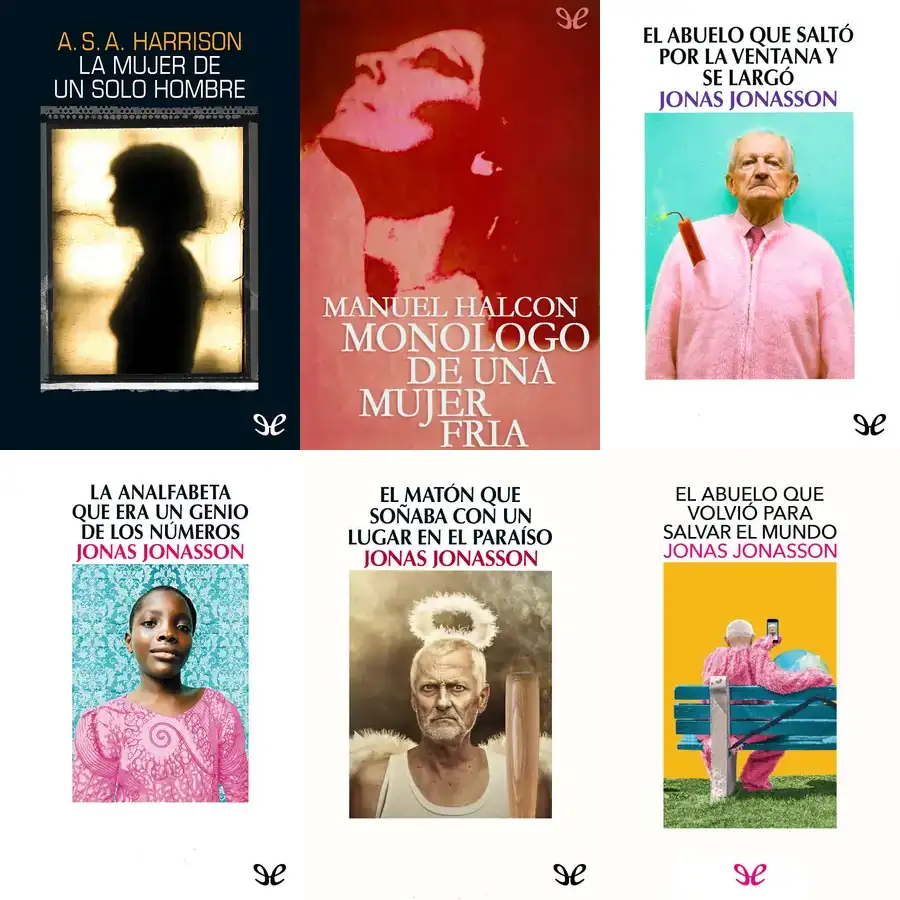 A. S. A. HARRISON
LA MUJER DE
UN SOLO HOMBRE
MANUEL HALCON
MONOLOGO
DE UNA
MUJER
FRIA
EL ABUELO QUE SALTÓ
POR LA VENTANA Y
SE LARGÓ
JONAS JONASSON
LA ANALFABETA
QUE ERA UN GENIO
DE LOS NÚMEROS
JONAS JONASSON
EL MATÓN QUE
SOÑABA CON UN
LUGAR EN EL PARAÍSO
JONAS JONASSON
EL ABUELO QUE
VOLVIÓ PARA
SALVAR EL MUNDO
JONAS JONASSON